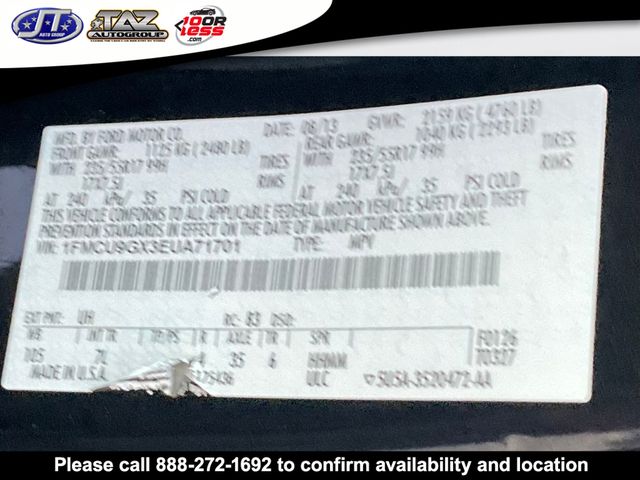 JT
AUTO GROUP
TAZ
AUTOGROUP
10 OR
LESS.com
MFD. BY FORD MOTOR CO.
DATE: 08/13 GVWR: 2159 KG ( 4760 LB)
FRONT GAWR: 1125 KG ( 2480 LB) REAR GAWR: 1040 KG ( 2293 LB)
WITH 235/55R17 99H TIRES WITH 235/55R17 99H TIRES
17X7.5J RIMS 17X7.5J RIMS
AT 240 kPa/ 35 PSI COLD AT 240 kPa/ 35 PSI COLD
THIS VEHICLE CONFORMS TO ALL APPLICABLE FEDERAL MOTOR VEHICLE SAFETY AND THEFT
PREVENTION STANDARDS IN EFFECT ON THE DATE OF MANUFACTURE SHOWN ABOVE.
VIN: 1FMCU9GX3EUA71701 TYPE: MPV
EXT PNT: UH RC: 83 DSO: F0126
WB INT TR TP/PS R AXLE TR SPR T0327
105 7L 4 35 6 HHMM
MADE IN U.S.A. ULC 5U5A-3520472-AA
Please call 888-272-1692 to confirm availability and location